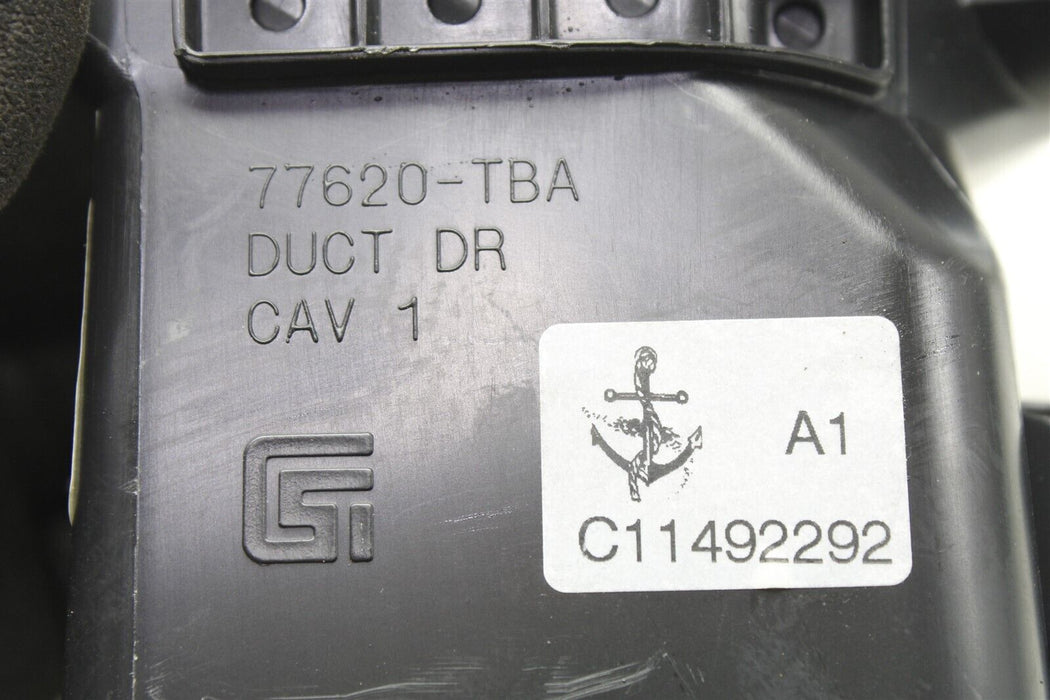 77620-TBA
DUCT DR
CAV 1
A1
C11492292